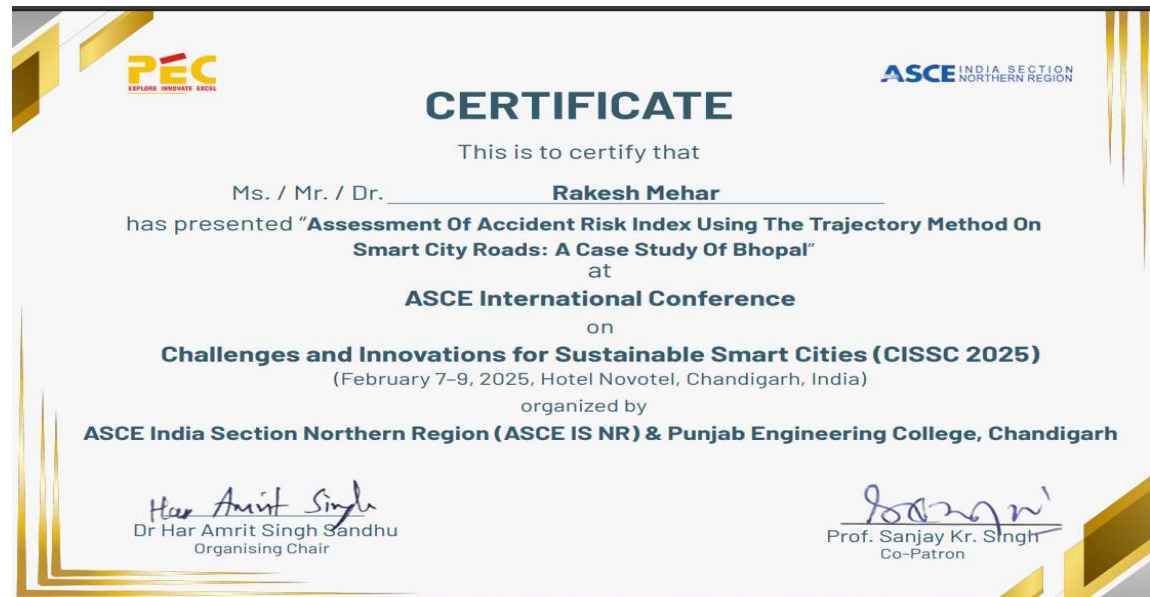 PEC
EXPLORE INNOVATE EXCEL
ASCE INDIA SECTION
NORTHERN REGION
CERTIFICATE
This is to certify that
Ms. / Mr. / Dr. Rakesh Mehar
has presented “Assessment Of Accident Risk Index Using The Trajectory Method On
Smart City Roads: A Case Study Of Bhopal”
at
ASCE International Conference
on
Challenges and Innovations for Sustainable Smart Cities (CISSC 2025)
(February 7–9, 2025, Hotel Novotel, Chandigarh, India)
organized by
ASCE India Section Northern Region (ASCE IS NR) & Punjab Engineering College, Chandigarh
Har Amrit Singh
Dr Har Amrit Singh Sandhu
Organising Chair
Prof. Sanjay Kr. Singh
Co-Patron